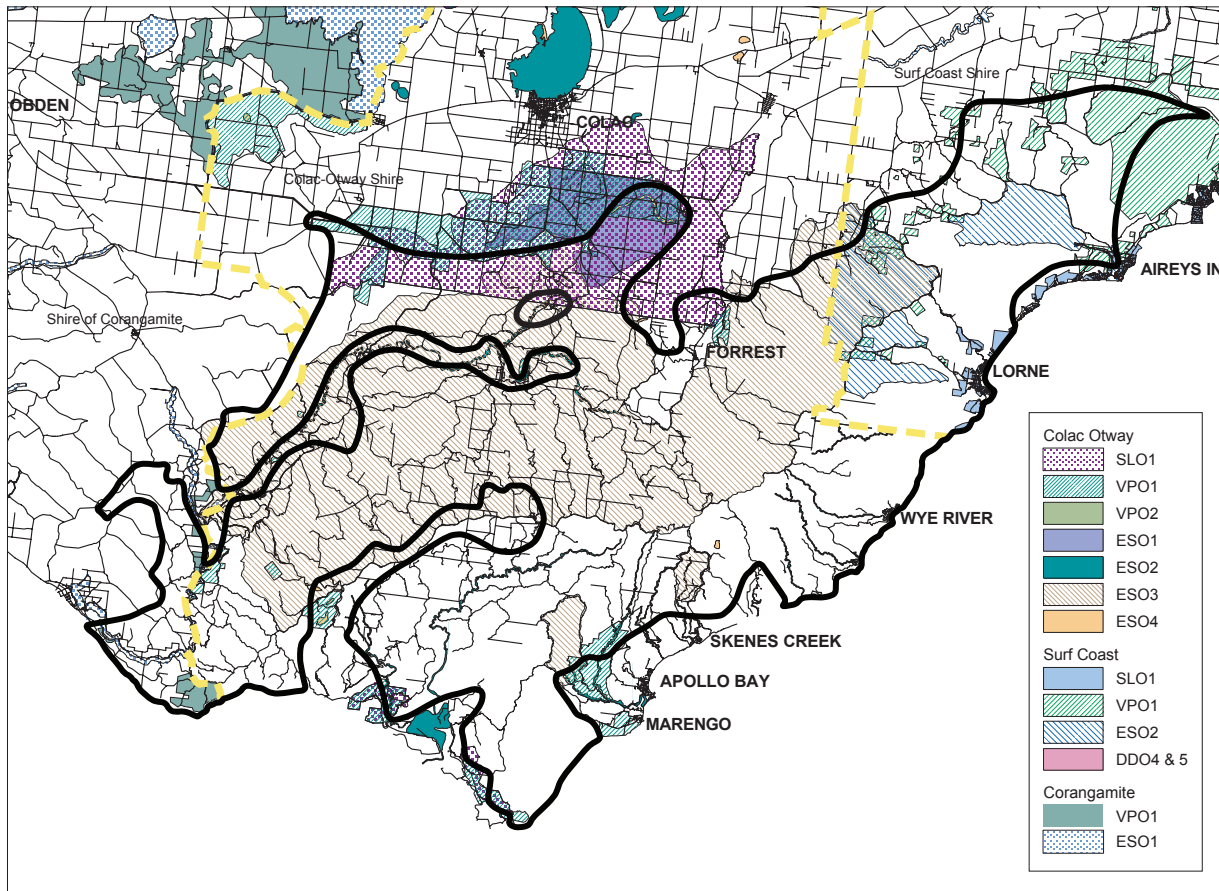 Surf Coast Shire
OBDEN
COLAC
Colac-Otway Shire
AIREYS IN
Shire of Corangamite
FORREST
LORNE
WYE RIVER
SKENES CREEK
APOLLO BAY
MARENGO
Colac Otway
SLO1
VPO1
VPO2
ESO1
ESO2
ESO3
ESO4
Surf Coast
SLO1
VPO1
ESO2
DDO4 & 5
Corangamite
VPO1
ESO1